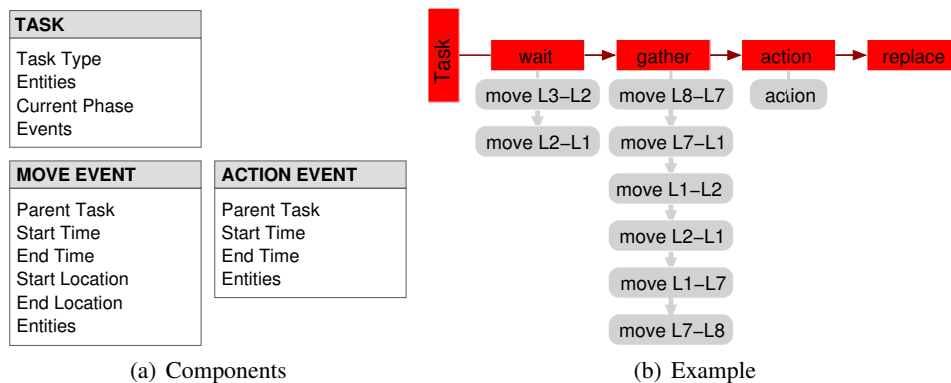 TASK
Task Type
Entities
Current Phase
Events
MOVE EVENT
Parent Task
Start Time
End Time
Start Location
End Location
Entities
ACTION EVENT
Parent Task
Start Time
End Time
Entities
(a) Components
Task
wait
gather
action
replace
move L3−L2
move L2−L1
move L8−L7
move L7−L1
move L1−L2
move L2−L1
move L1−L7
move L7−L8
action
(b) Example